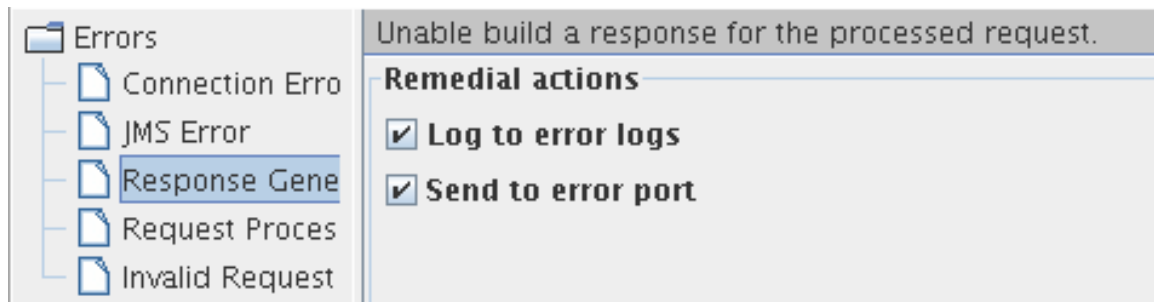 Errors
Connection Erro
JMS Error
Response Gene
Request Proces
Invalid Request
Unable build a response for the processed request.
Remedial actions
Log to error logs
Send to error port